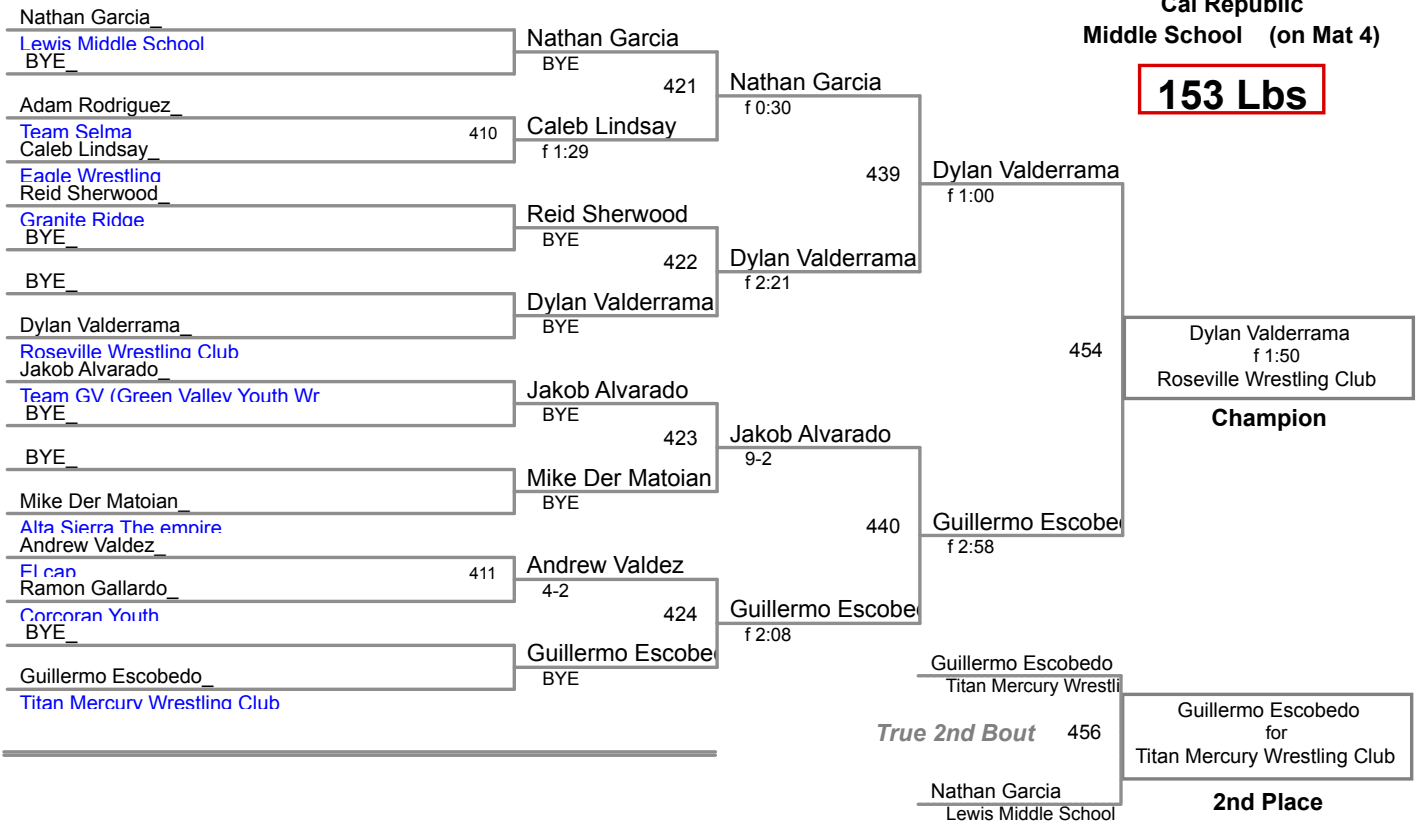 Cal Republic
Middle School (on Mat 4)
153 Lbs
Nathan Garcia_
Lewis Middle School
BYE_
Adam Rodriguez_
Team Selma
410
Caleb Lindsay_
Eagle Wrestling
Reid Sherwood_
Granite Ridge
BYE_
BYE_
Dylan Valderrama_
Roseville Wrestling Club
Jakob Alvarado_
Team GV (Green Valley Youth Wr
BYE_
BYE_
Mike Der Matoian_
Alta Sierra The empire
Andrew Valdez_
El cap
411
Ramon Gallardo_
Corcoran Youth
BYE_
Guillermo Escobedo_
Titan Mercury Wrestling Club
Nathan Garcia
BYE
421
Caleb Lindsay
f 1:29
Reid Sherwood
BYE
422
Dylan Valderrama
BYE
Jakob Alvarado
BYE
423
Mike Der Matoian
BYE
Andrew Valdez
4-2
424
Guillermo Escobed
BYE
Nathan Garcia
f 0:30
439
Dylan Valderrama
f 2:21
Jakob Alvarado
9-2
440
Guillermo Escobe
f 2:08
Dylan Valderrama
f 1:00
454
Guillermo Escobe
f 2:58
Dylan Valderrama
f 1:50
Roseville Wrestling Club
Champion
Guillermo Escobedo
Titan Mercury Wrestli
True 2nd Bout 456
Nathan Garcia
Lewis Middle School
Guillermo Escobedo
for
Titan Mercury Wrestling Club
2nd Place